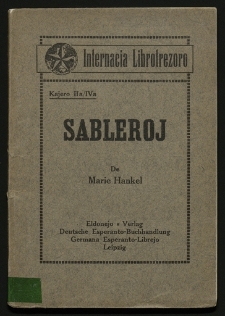 Internacia Librotrezoro
Kajero IIa/IVa
SABLEROJ
De
Marie Hankel
Eldonejo • Verlag
Deutsche Esperanto-Buchhandlung
Germana Esperanto-Librejo
Leipzig